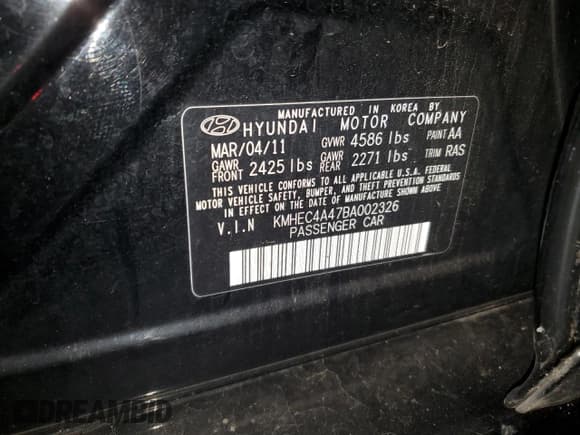 MANUFACTURED IN KOREA BY
HYUNDAI MOTOR COMPANY
MAR/04/11 GVWR 4586 lbs PAINT AA
GAWR FRONT 2425 lbs GAWR REAR 2271 lbs TRIM RAS
THIS VEHICLE CONFORMS TO ALL APPLICABLE U.S.A. FEDERAL
MOTOR VEHICLE SAFETY, BUMPER, AND THEFT PREVENTION STANDARDS
IN EFFECT ON THE DATE OF MANUFACTURE SHOWN ABOVE.
V.I.N KMHEC4A47BA002326
PASSENGER CAR
DREAMBID